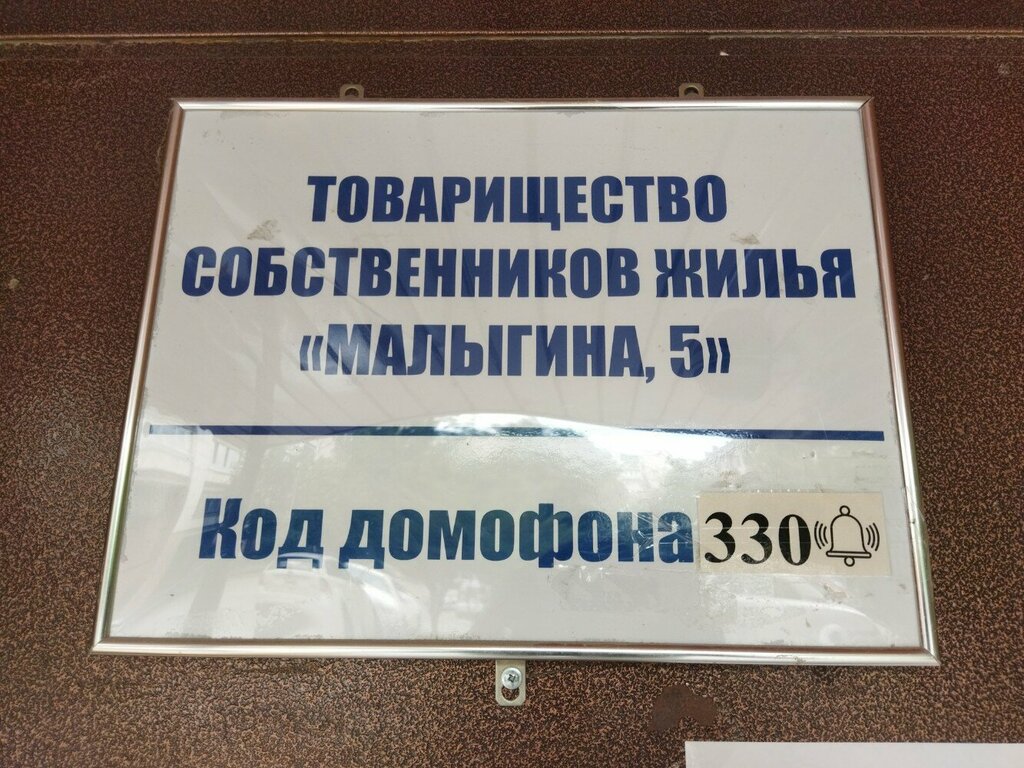 ТОВАРИЩЕСТВО
СОБСТВЕННИКОВ ЖИЛЬЯ
«МАЛЫГИНА, 5»
Код домофона 330